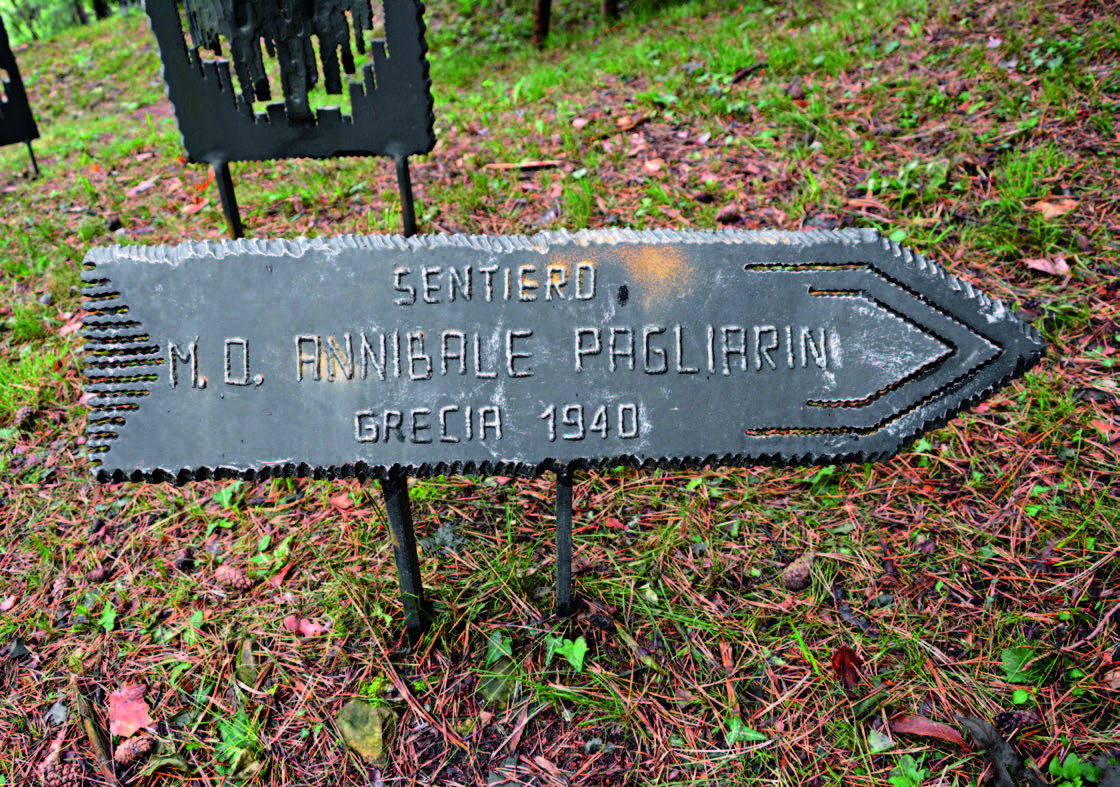 SENTIERO
M.O. ANNIBALE PAGLIARIN
GRECIA 1940